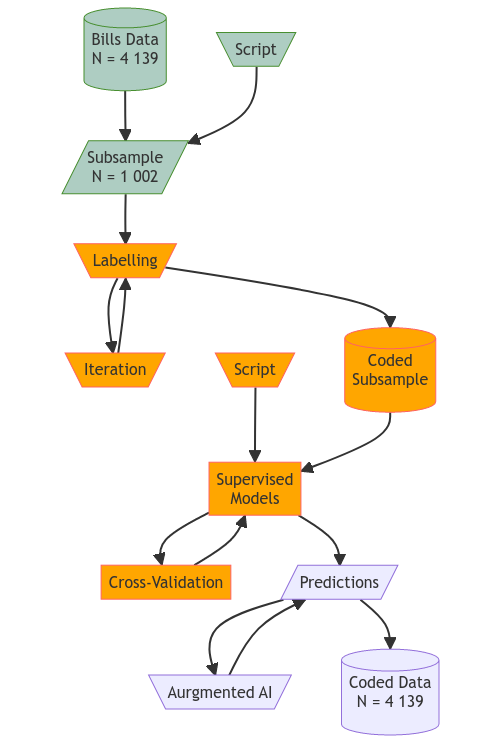 Bills Data
N = 4 139
Script
Subsample
N = 1 002
Labelling
Iteration
Script
Coded
Subsample
Supervised
Models
Cross-Validation
Predictions
Aurgmented AI
Coded Data
N = 4 139